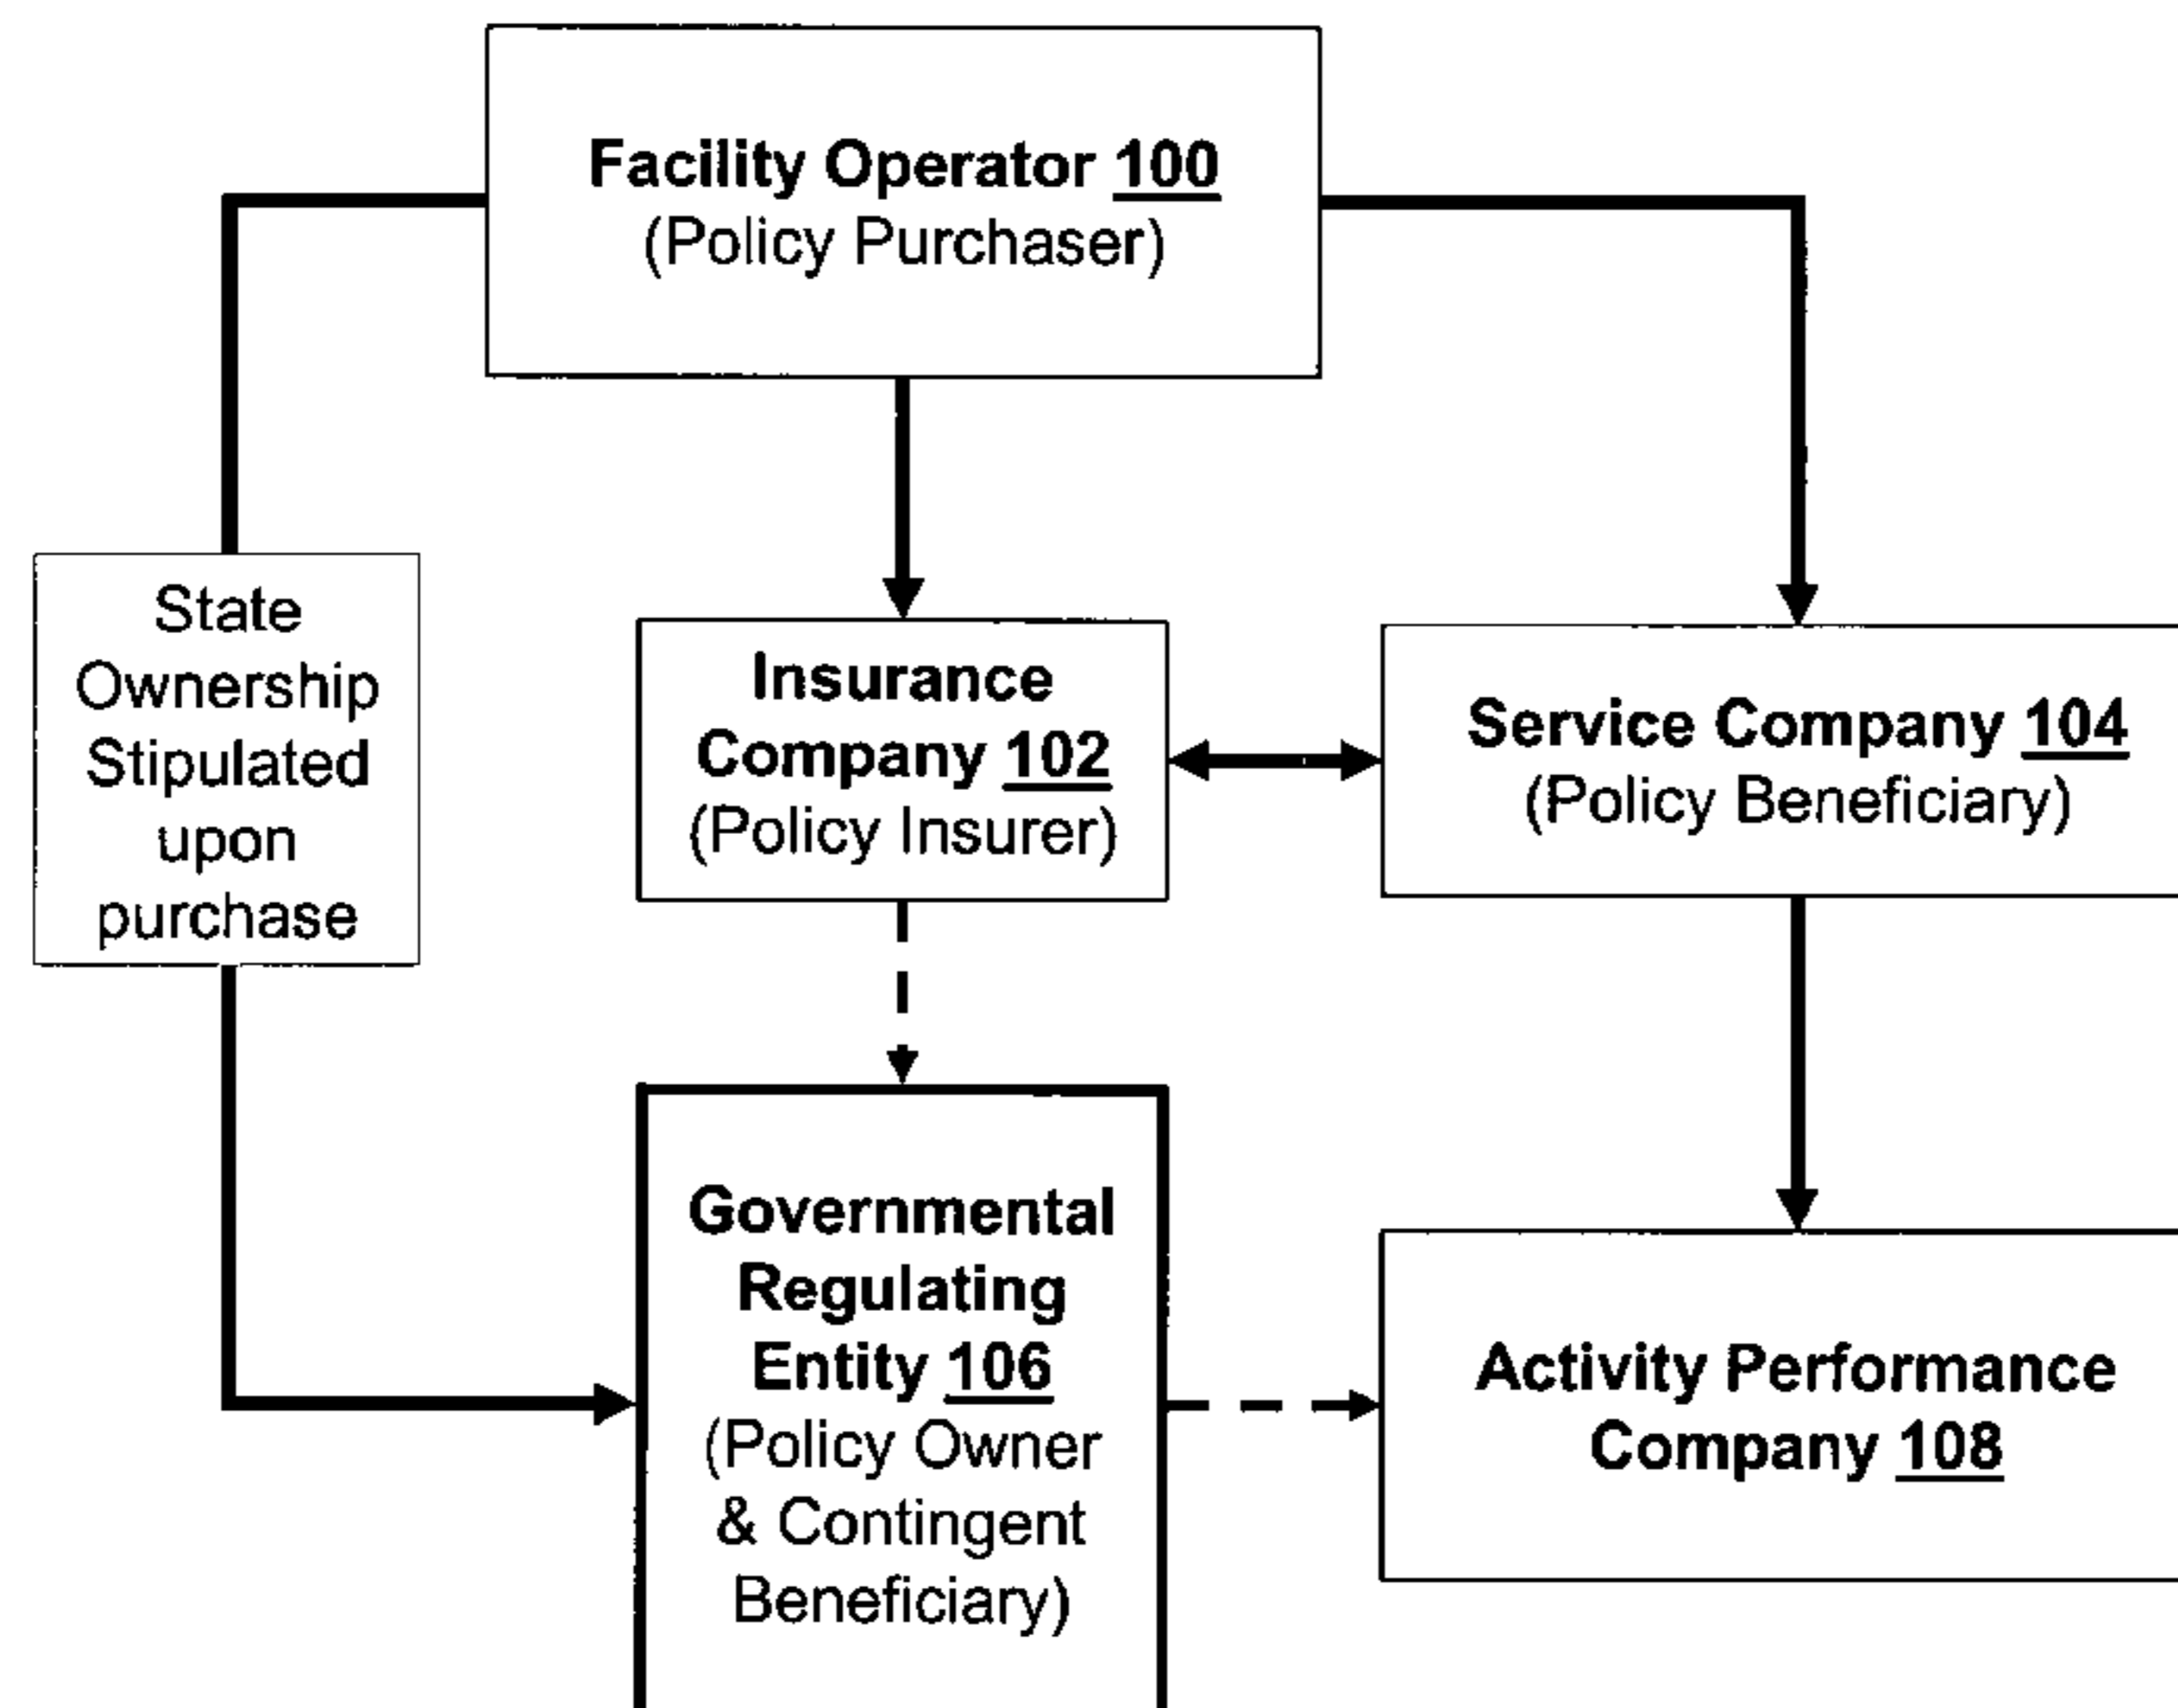 Facility Operator 100
(Policy Purchaser)
State
Ownership
Stipulated
upon
purchase
Insurance
Company 102
(Policy Insurer)
Service Company 104
(Policy Beneficiary)
Governmental
Regulating
Entity 106
(Policy Owner
& Contingent
Beneficiary)
Activity Performance
Company 108